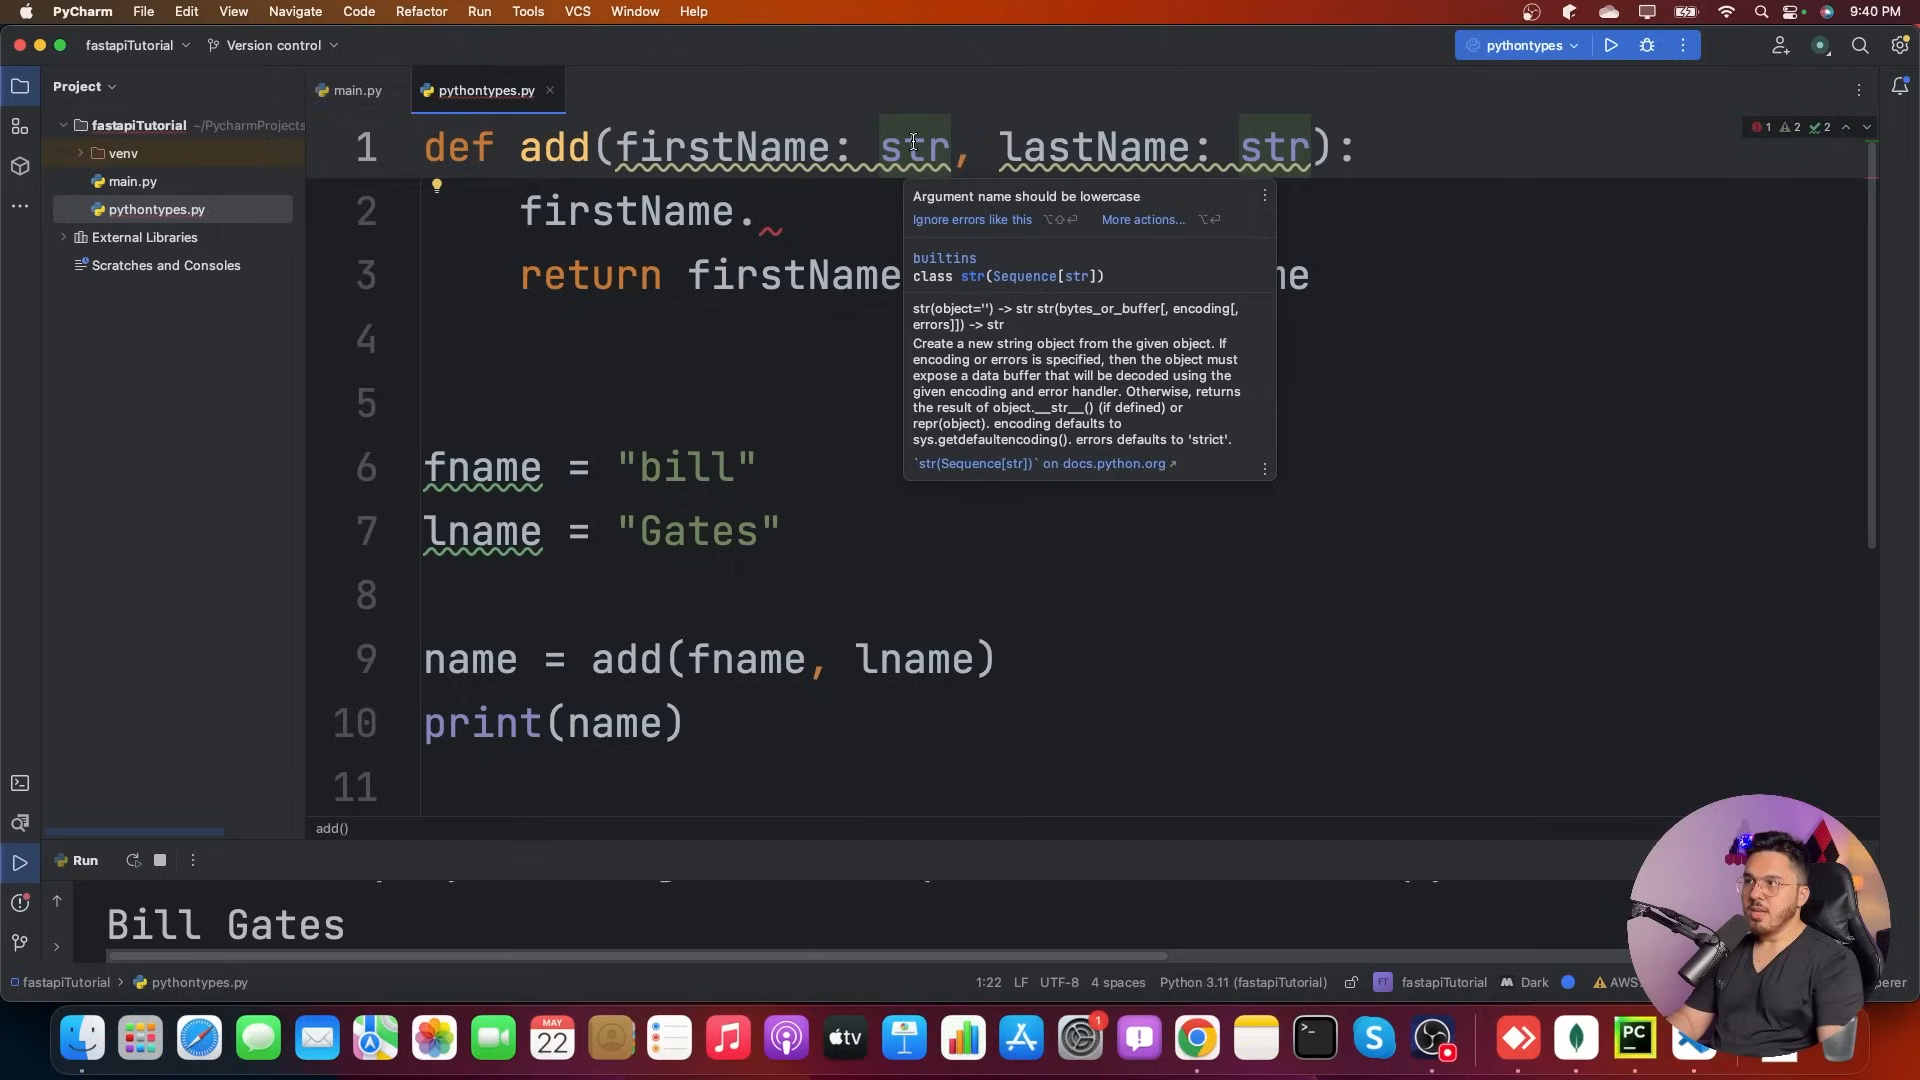 PyCharm File Edit View Navigate Code Refactor Run Tools VCS Window Help 9:40 PM
fastapiTutorial Version control pythontypes
Project
main.py pythontypes.py
fastapiTutorial ~/PycharmProjects
venv
main.py
pythontypes.py
External Libraries
Scratches and Consoles
1 2 2
1 def add(firstName: str, lastName: str):
2 firstName.
3 return firstName me
4
5
6 fname = "bill"
7 lname = "Gates"
8
9 name = add(fname, lname)
10 print(name)
11
Argument name should be lowercase
Ignore errors like this ⌥⇧⏎ More actions... ⌥⏎
builtins
class str(Sequence[str])
str(object='') -> str str(bytes_or_buffer[, encoding[,
errors]]) -> str
Create a new string object from the given object. If
encoding or errors is specified, then the object must
expose a data buffer that will be decoded using the
given encoding and error handler. Otherwise, returns
the result of object.__str__() (if defined) or
repr(object). encoding defaults to
sys.getdefaultencoding(). errors defaults to 'strict'.
`str(Sequence[str])` on docs.python.org
add()
Run
Bill Gates
fastapiTutorial > pythontypes.py
1:22 LF UTF-8 4 spaces Python 3.11 (fastapiTutorial) FT fastapiTutorial Dark AWS: erer
MAY
22
tv
1
PC